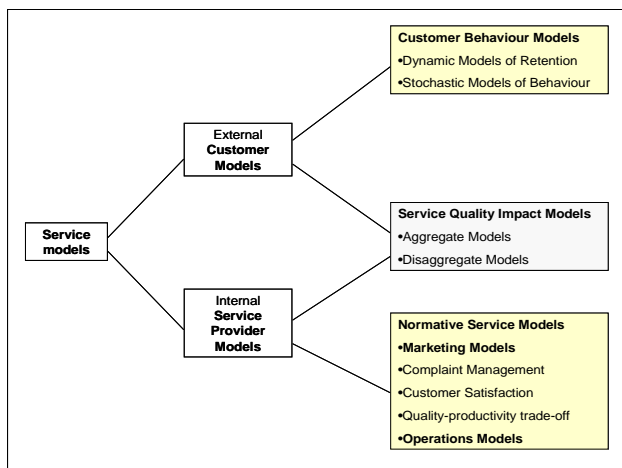 Service
models
External
Customer
Models
Internal
Service
Provider
Models
Customer Behaviour Models
•Dynamic Models of Retention
•Stochastic Models of Behaviour
Service Quality Impact Models
•Aggregate Models
•Disaggregate Models
Normative Service Models
•Marketing Models
•Complaint Management
•Customer Satisfaction
•Quality-productivity trade-off
•Operations Models